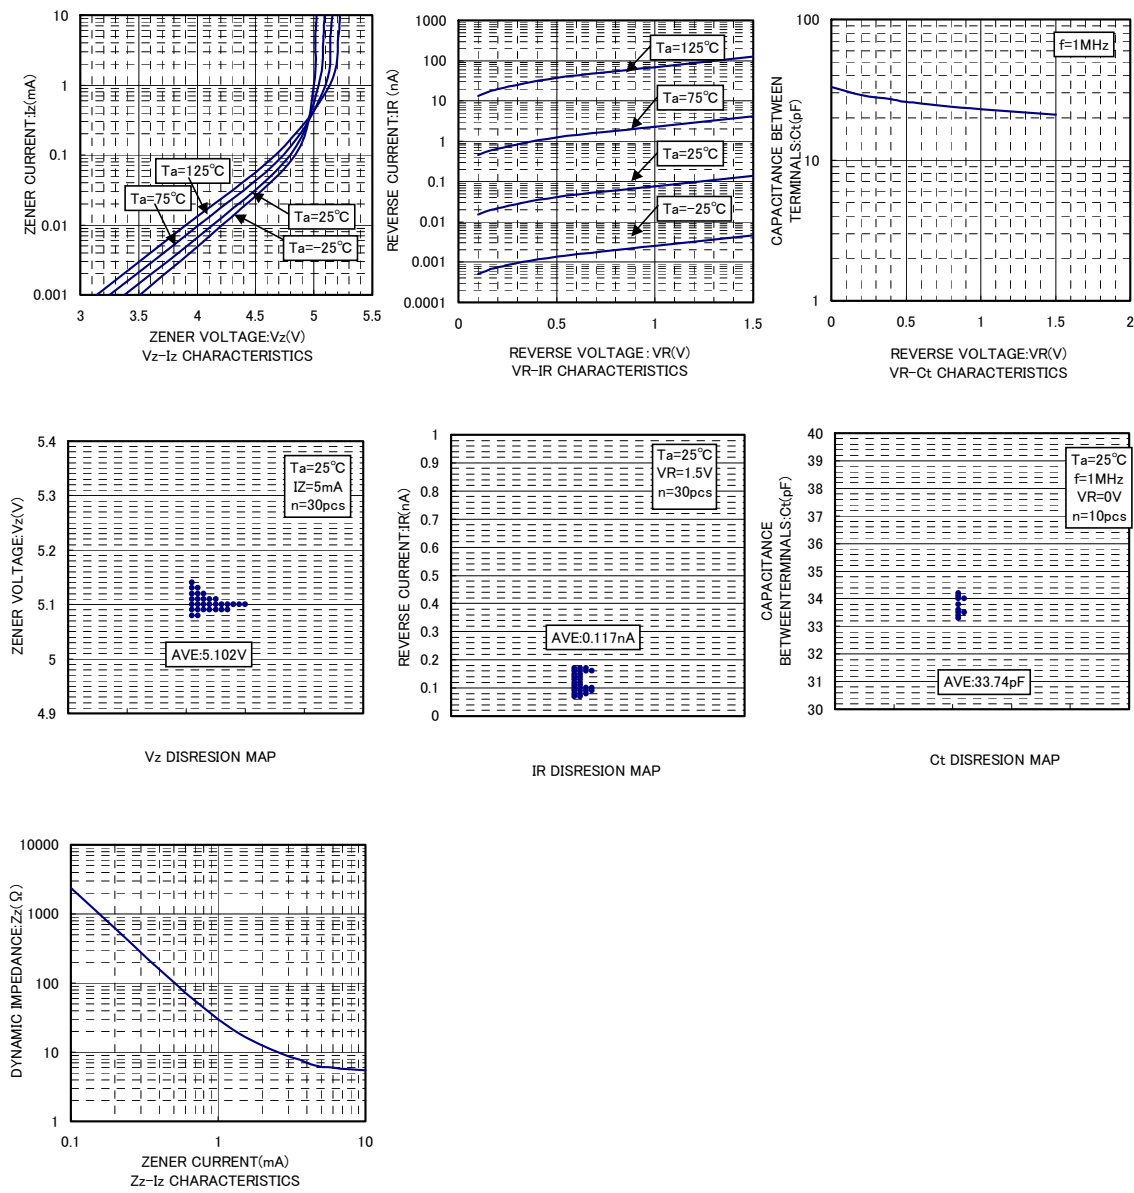 ZENER CURRENT:Iz(mA)
10
1
0.1
0.01
0.001
Ta=125℃
Ta=75℃
Ta=25℃
Ta=-25℃
3 3.5 4 4.5 5 5.5
ZENER VOLTAGE:Vz(V)
Vz-Iz CHARACTERISTICS
REVERSE CURRENT:IR (nA)
1000
100
10
1
0.1
0.01
0.001
0.0001
Ta=125℃
Ta=75℃
Ta=25℃
Ta=-25℃
0 0.5 1 1.5
REVERSE VOLTAGE:VR(V)
VR-IR CHARACTERISTICS
CAPACITANCE BETWEEN
TERMINALS:Ct(pF)
100
10
1
f=1MHz
0 0.5 1 1.5 2
REVERSE VOLTAGE:VR(V)
VR-Ct CHARACTERISTICS
ZENER VOLTAGE:Vz(V)
5.4
5.3
5.2
5.1
5
4.9
Ta=25℃
IZ=5mA
n=30pcs
AVE:5.102V
Vz DISRESION MAP
REVERSE CURRENT:IR(nA)
1
0.9
0.8
0.7
0.6
0.5
0.4
0.3
0.2
0.1
0
Ta=25℃
VR=1.5V
n=30pcs
AVE:0.117nA
IR DISRESION MAP
CAPACITANCE
BETWEENTERMINALS:Ct(pF)
40
39
38
37
36
35
34
33
32
31
30
Ta=25℃
f=1MHz
VR=0V
n=10pcs
AVE:33.74pF
Ct DISRESION MAP
DYNAMIC IMPEDANCE:Zz(Ω)
10000
1000
100
10
1
0.1 1 10
ZENER CURRENT(mA)
Zz-Iz CHARACTERISTICS